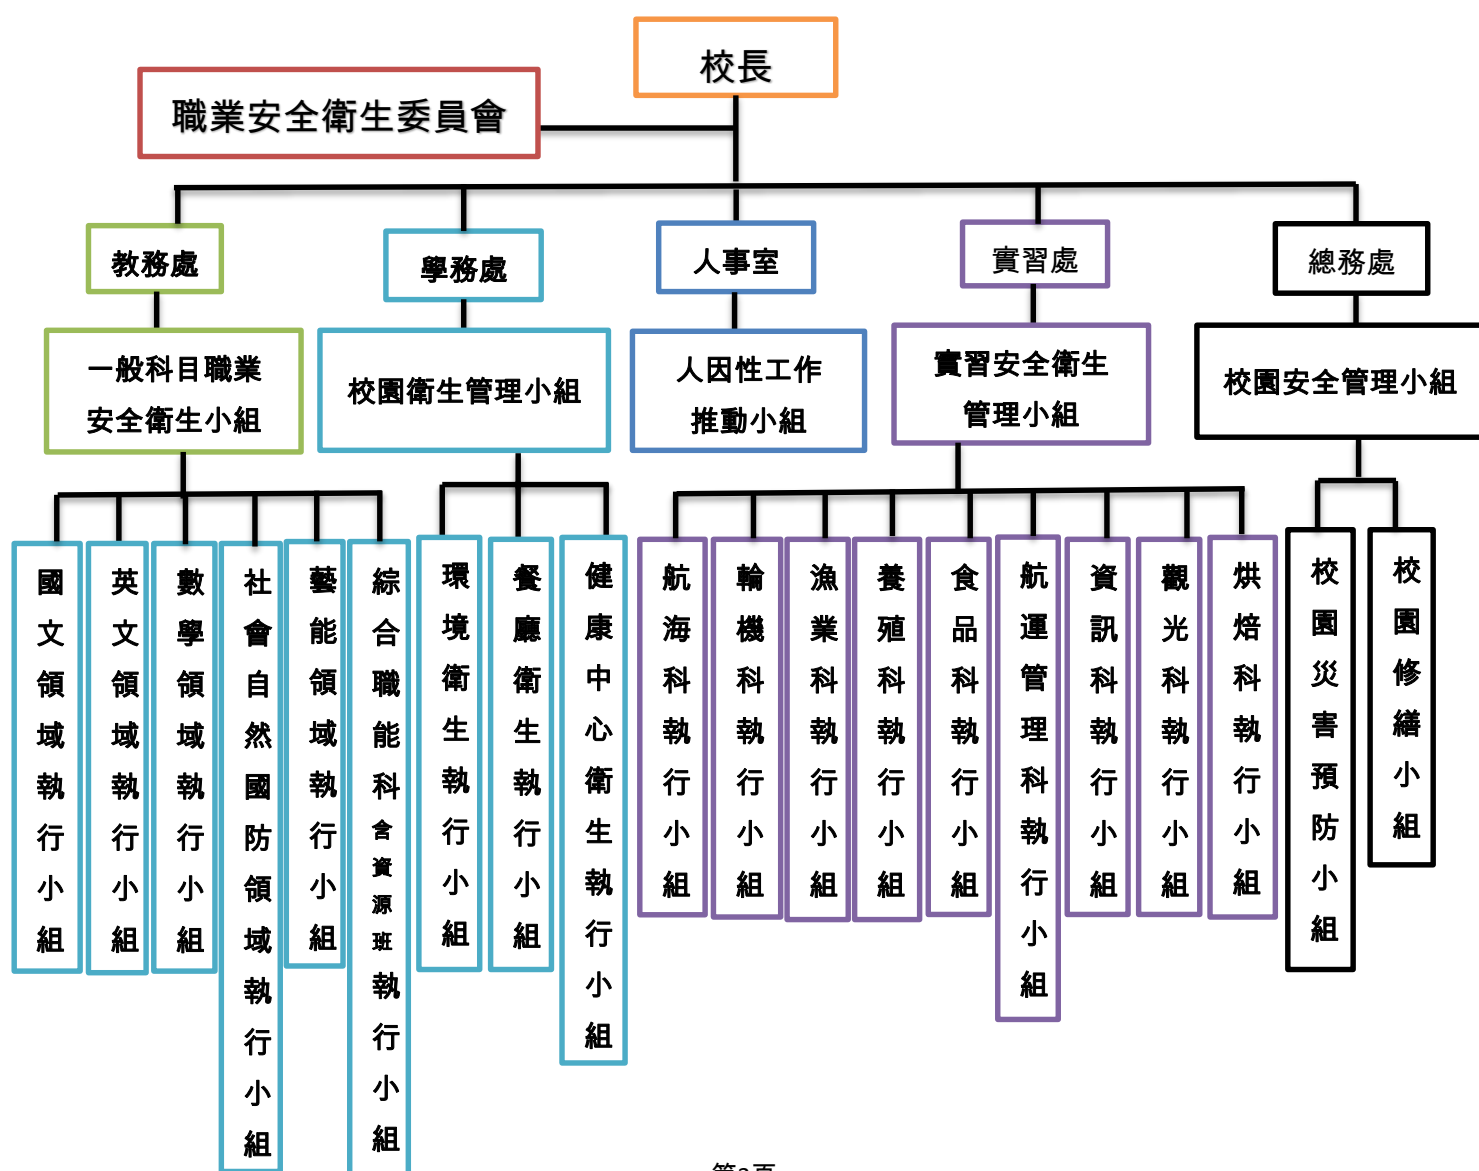 校長
職業安全衛生委員會
教務處
學務處
人事室
實習處
總務處
一般科目職業
安全衛生小組
校園衛生管理小組
人因性工作
推動小組
實習安全衛生
管理小組
校園安全管理小組
國文領域執行小組
英文領域執行小組
數學領域執行小組
社會自然國防領域執行小組
藝能領域執行小組
綜合職能科含資源班執行小組
環境衛生執行小組
餐廳衛生執行小組
健康中心衛生執行小組
航海科執行小組
輪機科執行小組
漁業科執行小組
養殖科執行小組
食品科執行小組
航運管理科執行小組
資訊科執行小組
觀光科執行小組
烘焙科執行小組
校園災害預防小組
校園修繕小組